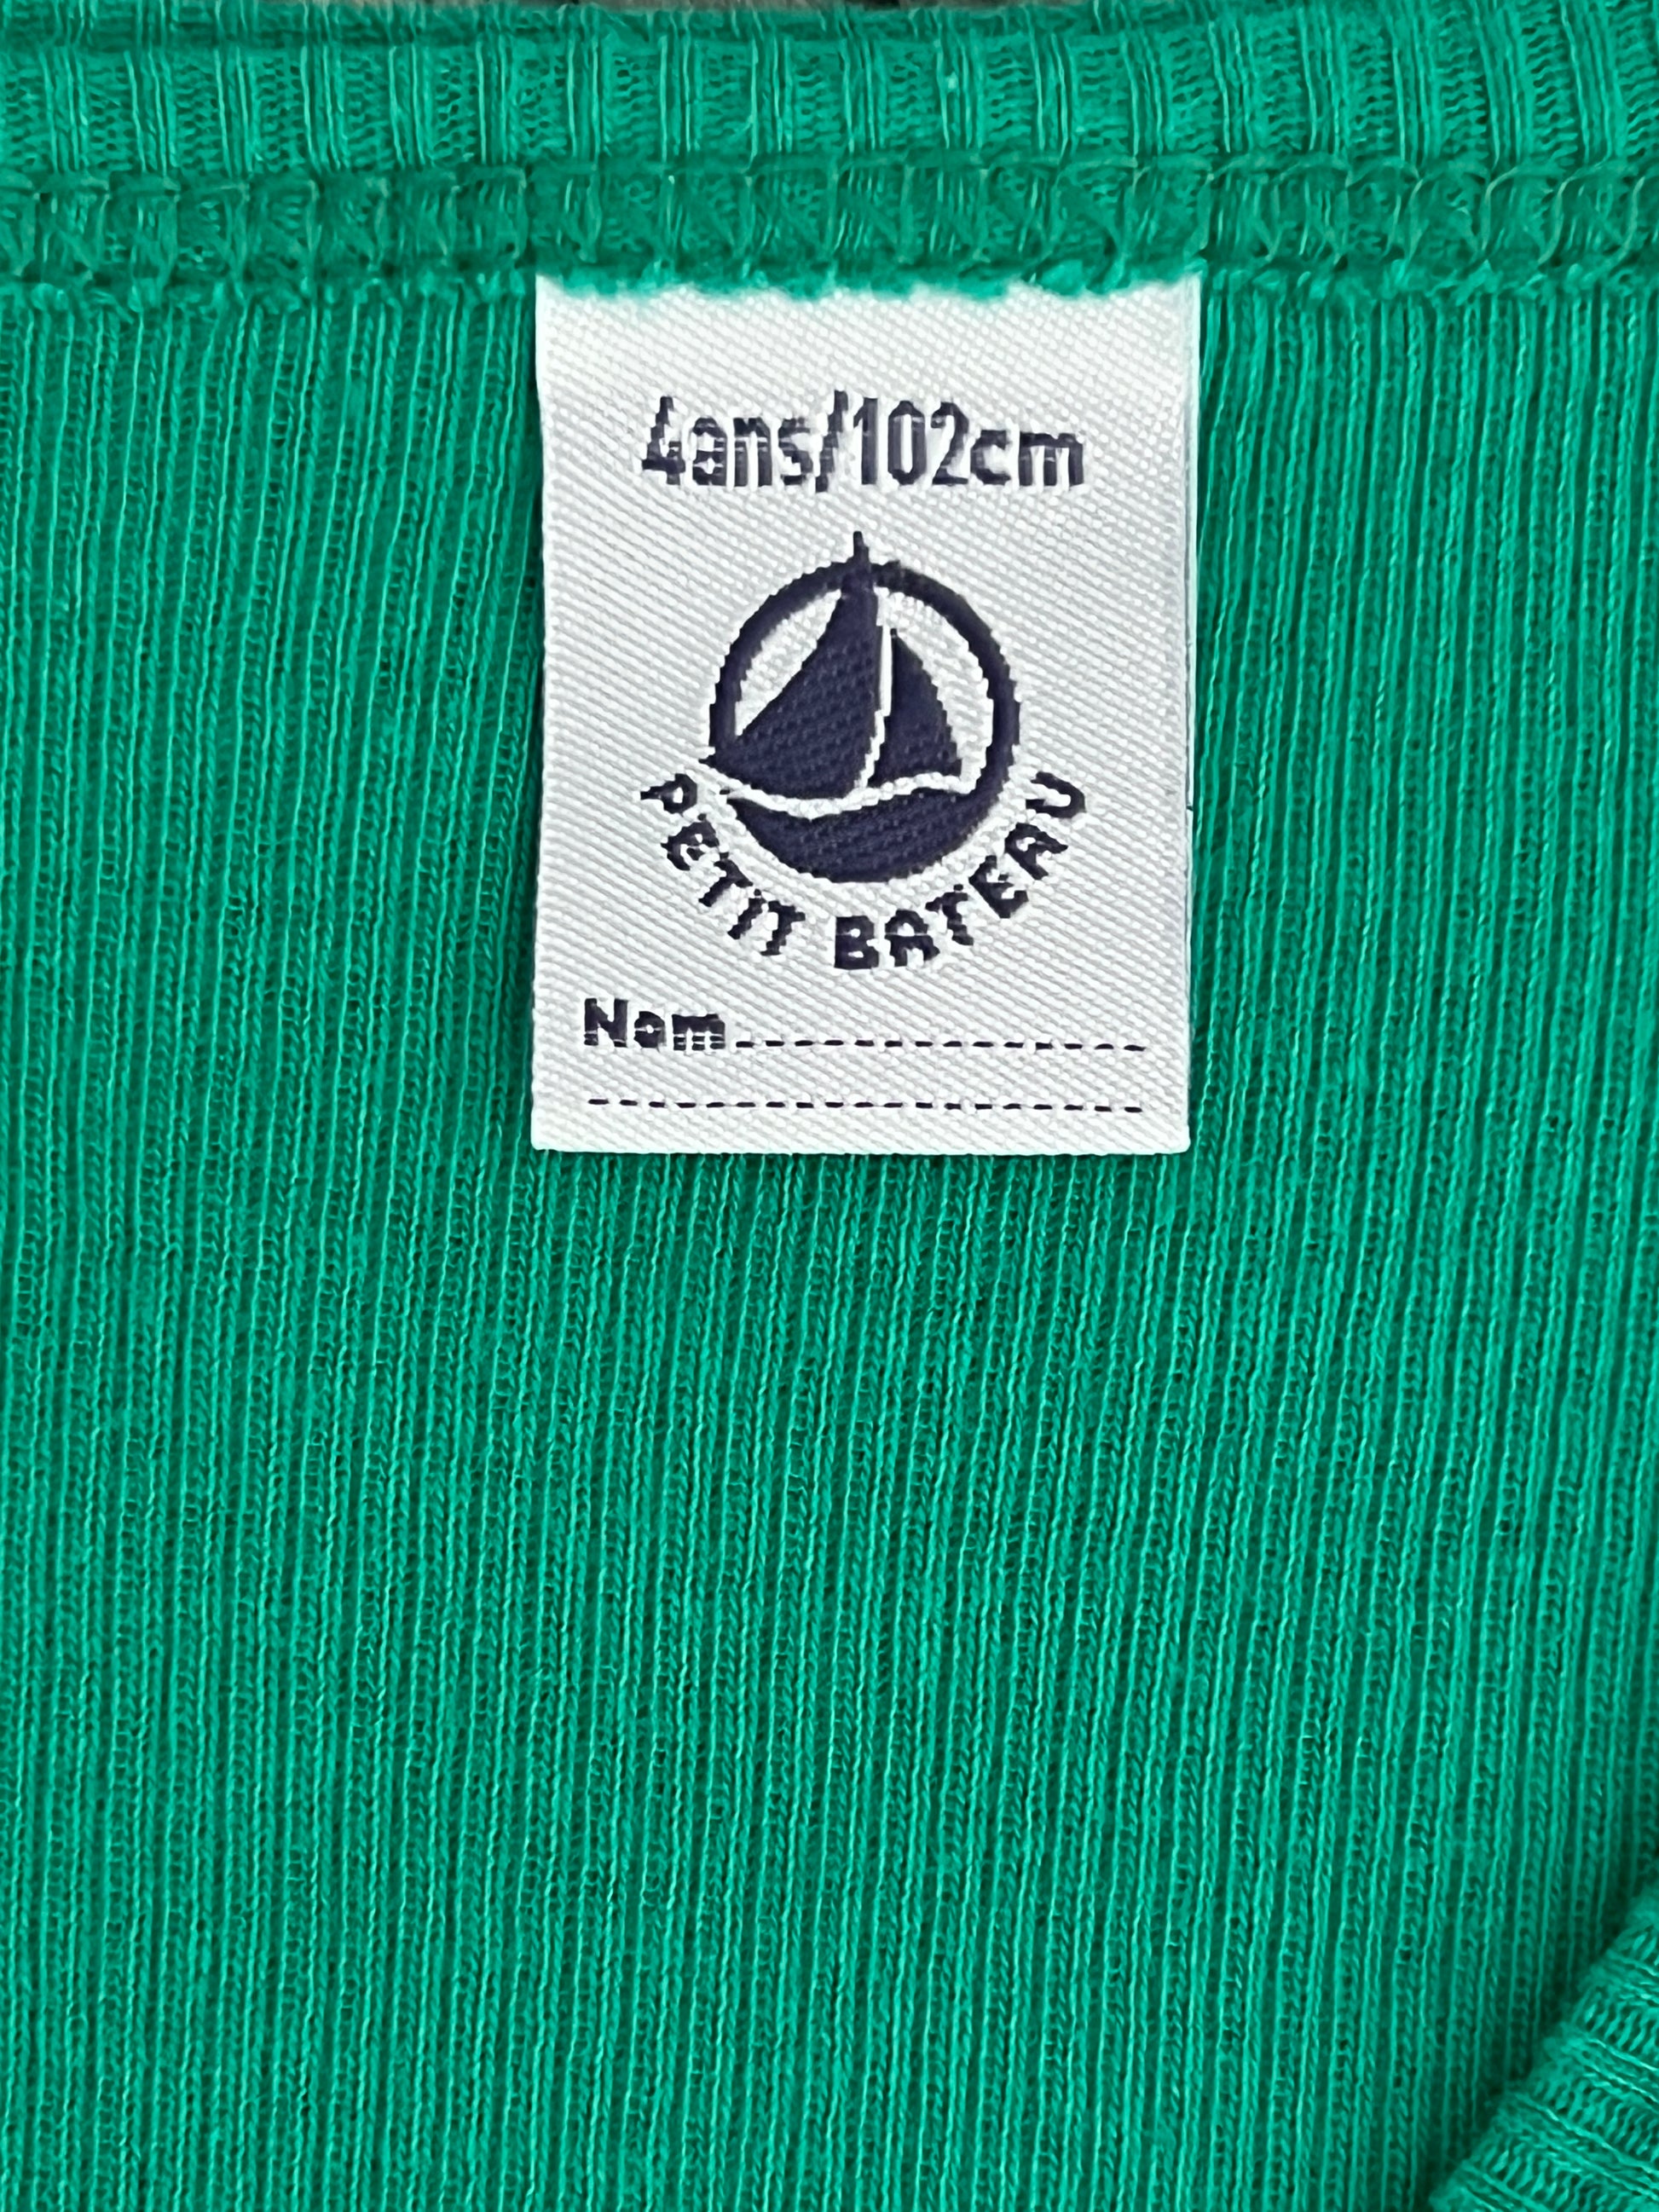 4ans/102cm
PETIT BATEAU
Nom